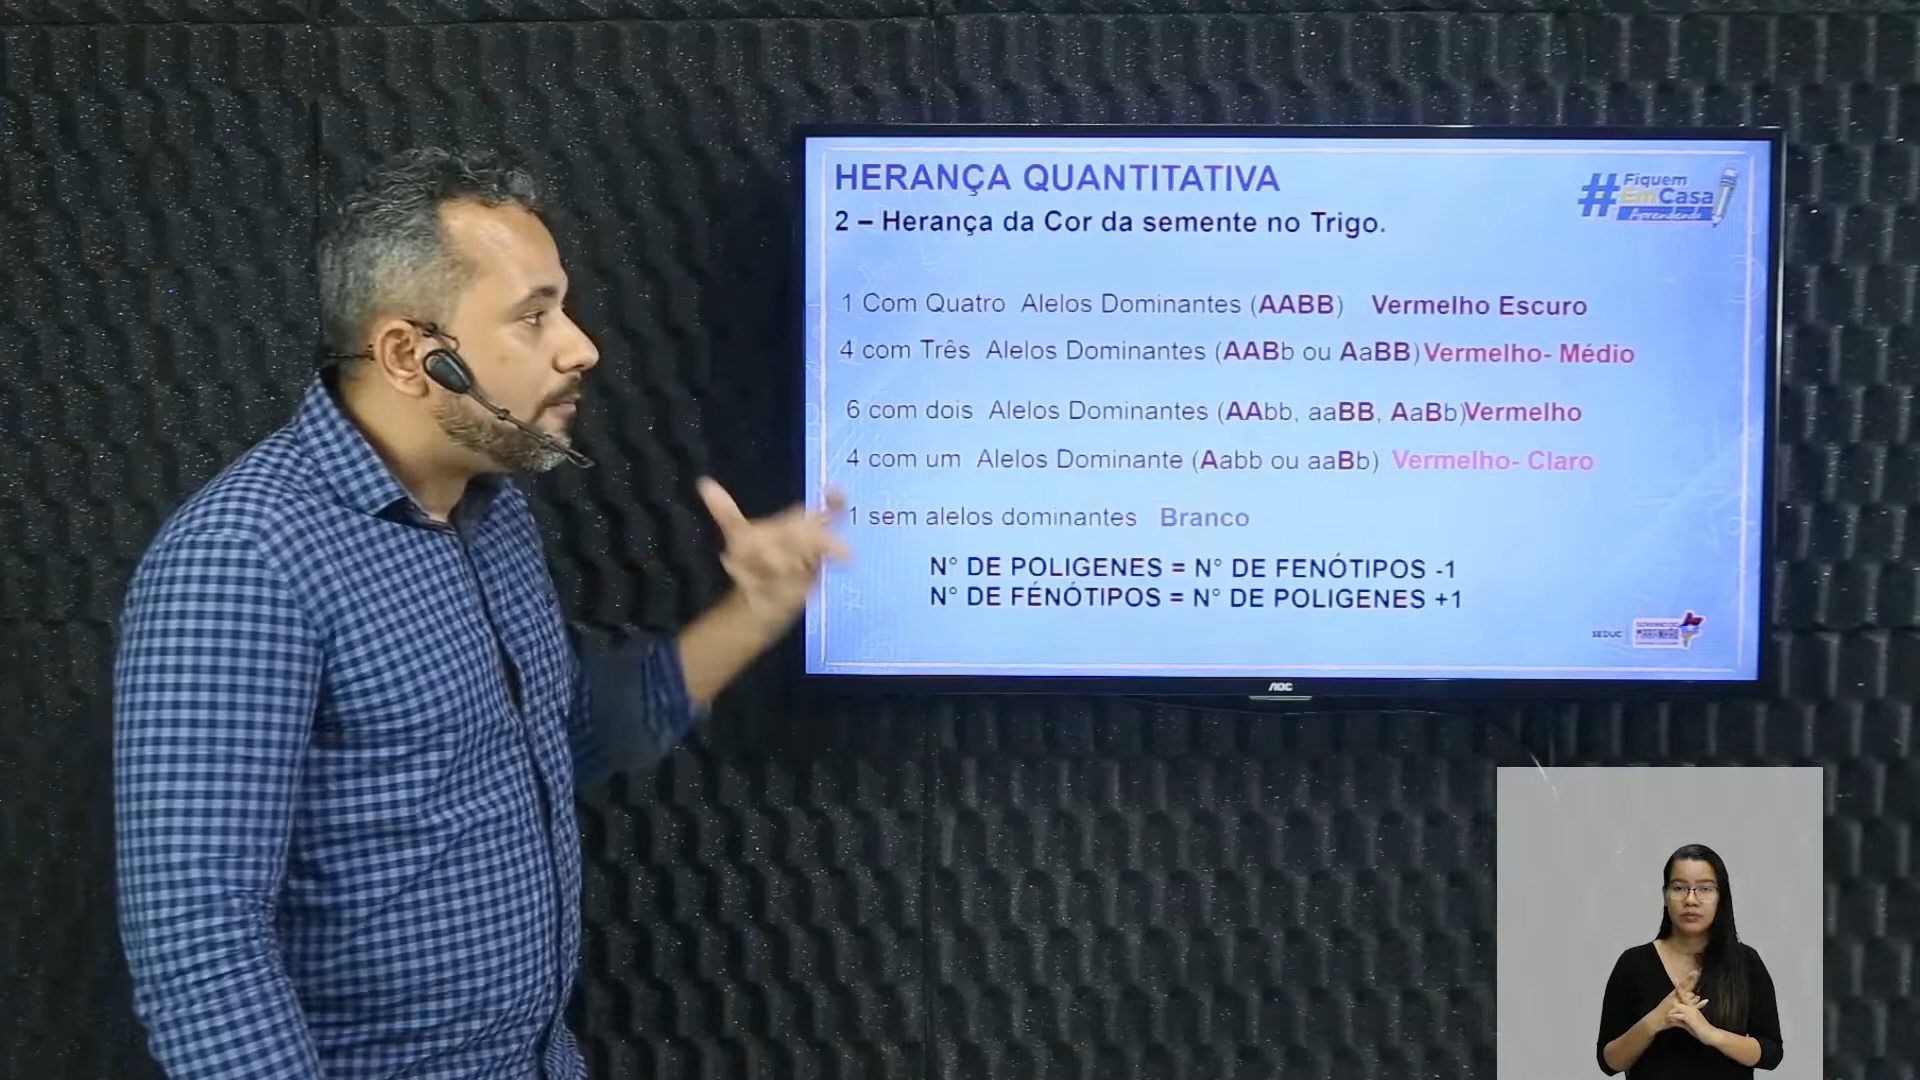 HERANÇA QUANTITATIVA
#Fiquem
EmCasa
Aprendendo
2 – Herança da Cor da semente no Trigo.
1 Com Quatro Alelos Dominantes (AABB) Vermelho Escuro
4 com Três Alelos Dominantes (AABb ou AaBB) Vermelho- Médio
6 com dois Alelos Dominantes (AAbb, aaBB, AaBb)Vermelho
4 com um Alelos Dominante (Aabb ou aaBb) Vermelho- Claro
1 sem alelos dominantes Branco
N° DE POLIGENES = N° DE FENÓTIPOS -1
N° DE FÉNÓTIPOS = N° DE POLIGENES +1
SEDUC
MARANHÃO
AOC